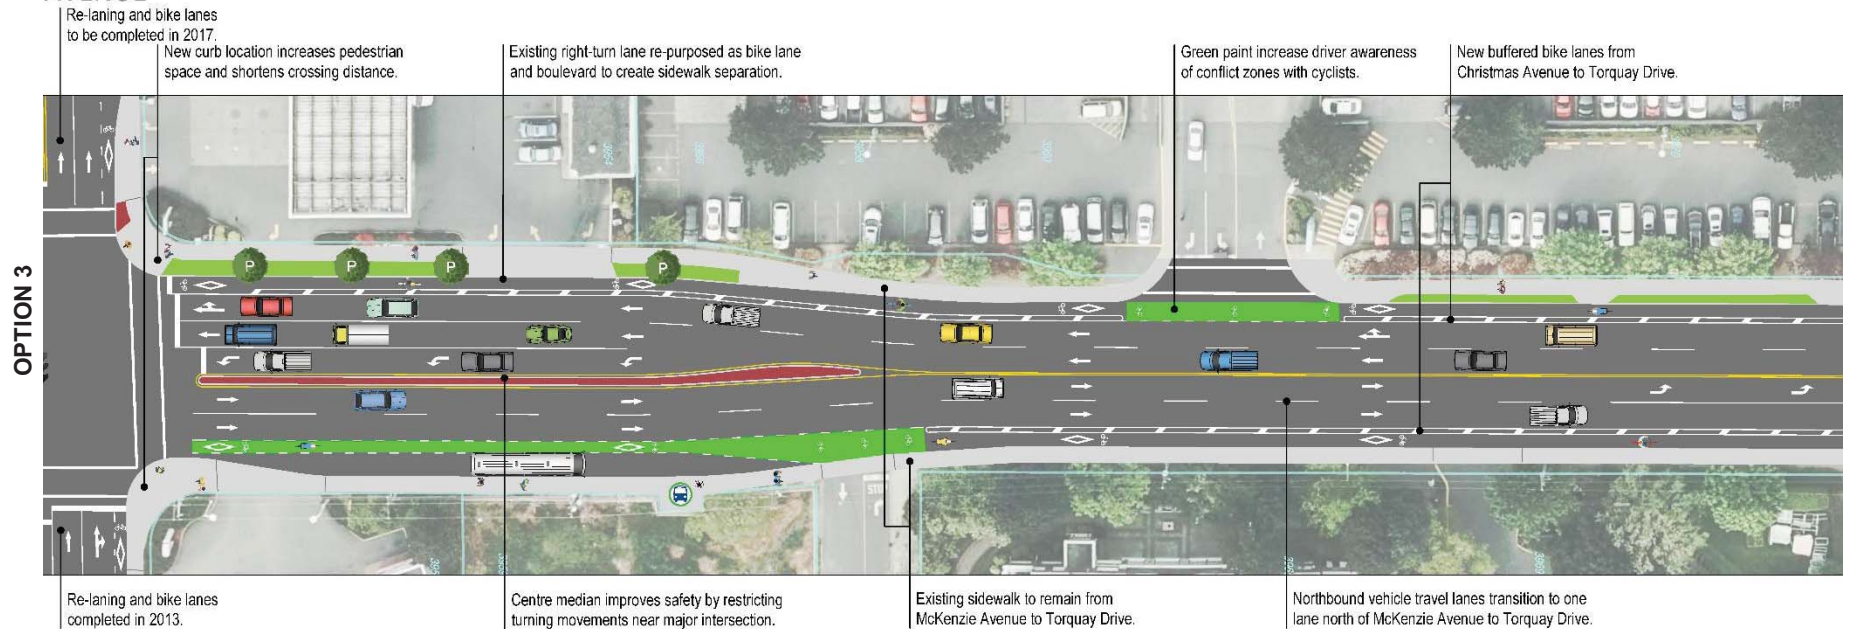 Re-laning and bike lanes
to be completed in 2017.
New curb location increases pedestrian
space and shortens crossing distance.
Existing right-turn lane re-purposed as bike lane
and boulevard to create sidewalk separation.
Green paint increase driver awareness
of conflict zones with cyclists.
New buffered bike lanes from
Christmas Avenue to Torquay Drive.
OPTION 3
P
P
P
P
Re-laning and bike lanes
completed in 2013.
Centre median improves safety by restricting
turning movements near major intersection.
Existing sidewalk to remain from
McKenzie Avenue to Torquay Drive.
Northbound vehicle travel lanes transition to one
lane north of McKenzie Avenue to Torquay Drive.